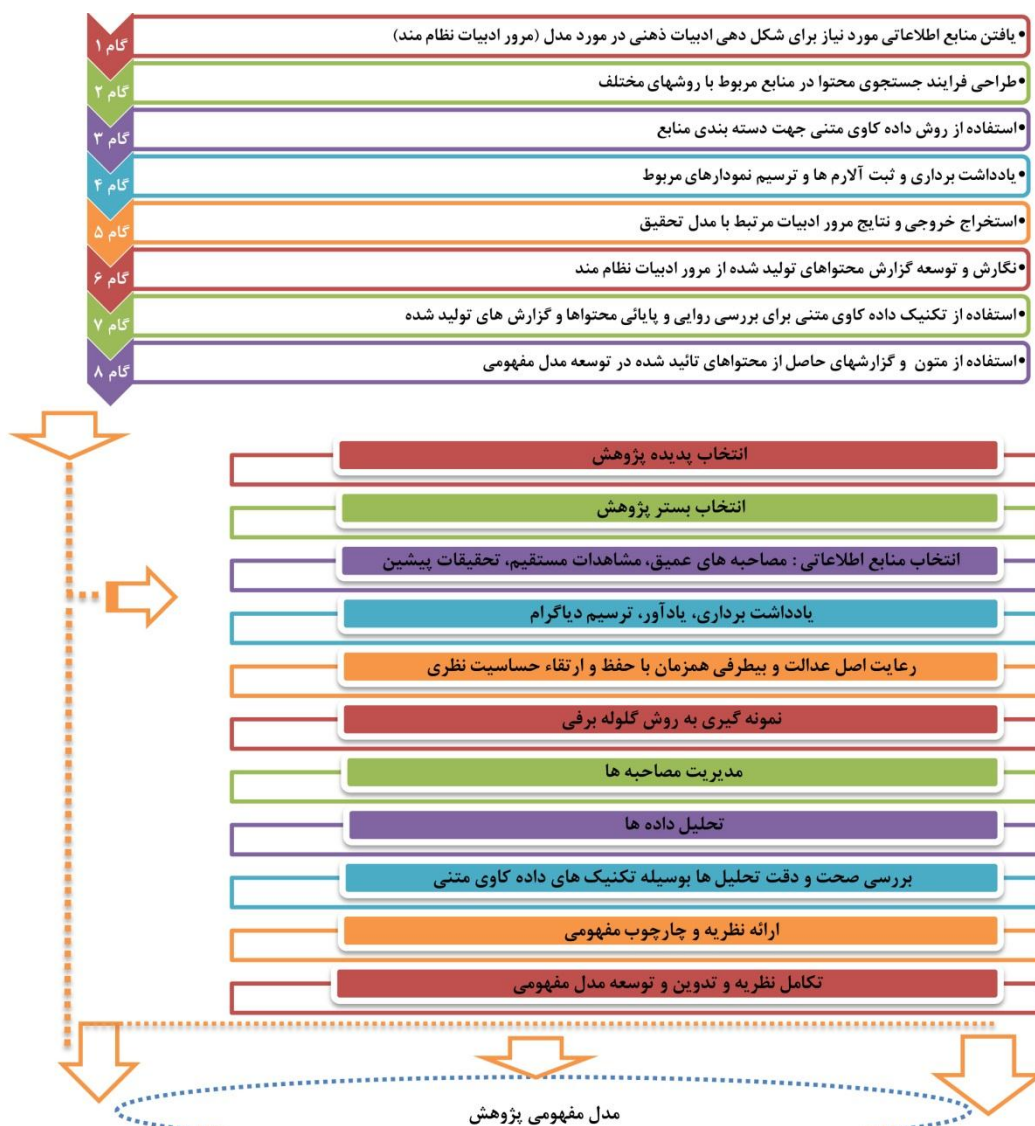 گام ۱
•یافتن منابع اطلاعاتی مورد نیاز برای شکل دهی ادبیات ذهنی در مورد مدل (مرور ادبیات نظام مند)
گام ۲
•طراحی فرایند جستجوی محتوا در منابع مربوط با روشهای مختلف
گام ۳
•استفاده از روش داده کاوی متنی جهت دسته بندی منابع
گام ۴
•یادداشت برداری و ثبت آلارم ها و ترسیم نمودارهای مربوط
گام ۵
•استخراج خروجی و نتایج مرور ادبیات مرتبط با مدل تحقیق
گام ۶
•نگارش و توسعه گزارش محتواهای تولید شده از مرور ادبیات نظام مند
گام ۷
•استفاده از تکنیک داده کاوی متنی برای بررسی روایی و پایائی محتواها و گزارش های تولید شده
گام ۸
•استفاده از متون و گزارشهای حاصل از محتواهای تائید شده در توسعه مدل مفهومی
انتخاب پدیده پژوهش
انتخاب بستر پژوهش
انتخاب منابع اطلاعاتی : مصاحبه های عمیق، مشاهدات مستقیم، تحقیقات پیشین
یادداشت برداری، یادآور، ترسیم دیاگرام
رعایت اصل عدالت و بیطرفی همزمان با حفظ و ارتقاء حساسیت نظری
نمونه گیری به روش گلوله برفی
مدیریت مصاحبه ها
تحلیل داده ها
بررسی صحت و دقت تحلیل ها بوسیله تکنیک های داده کاوی متنی
ارائه نظریه و چارچوب مفهومی
تکامل نظریه و تدوین و توسعه مدل مفهومی
مدل مفهومی پژوهش